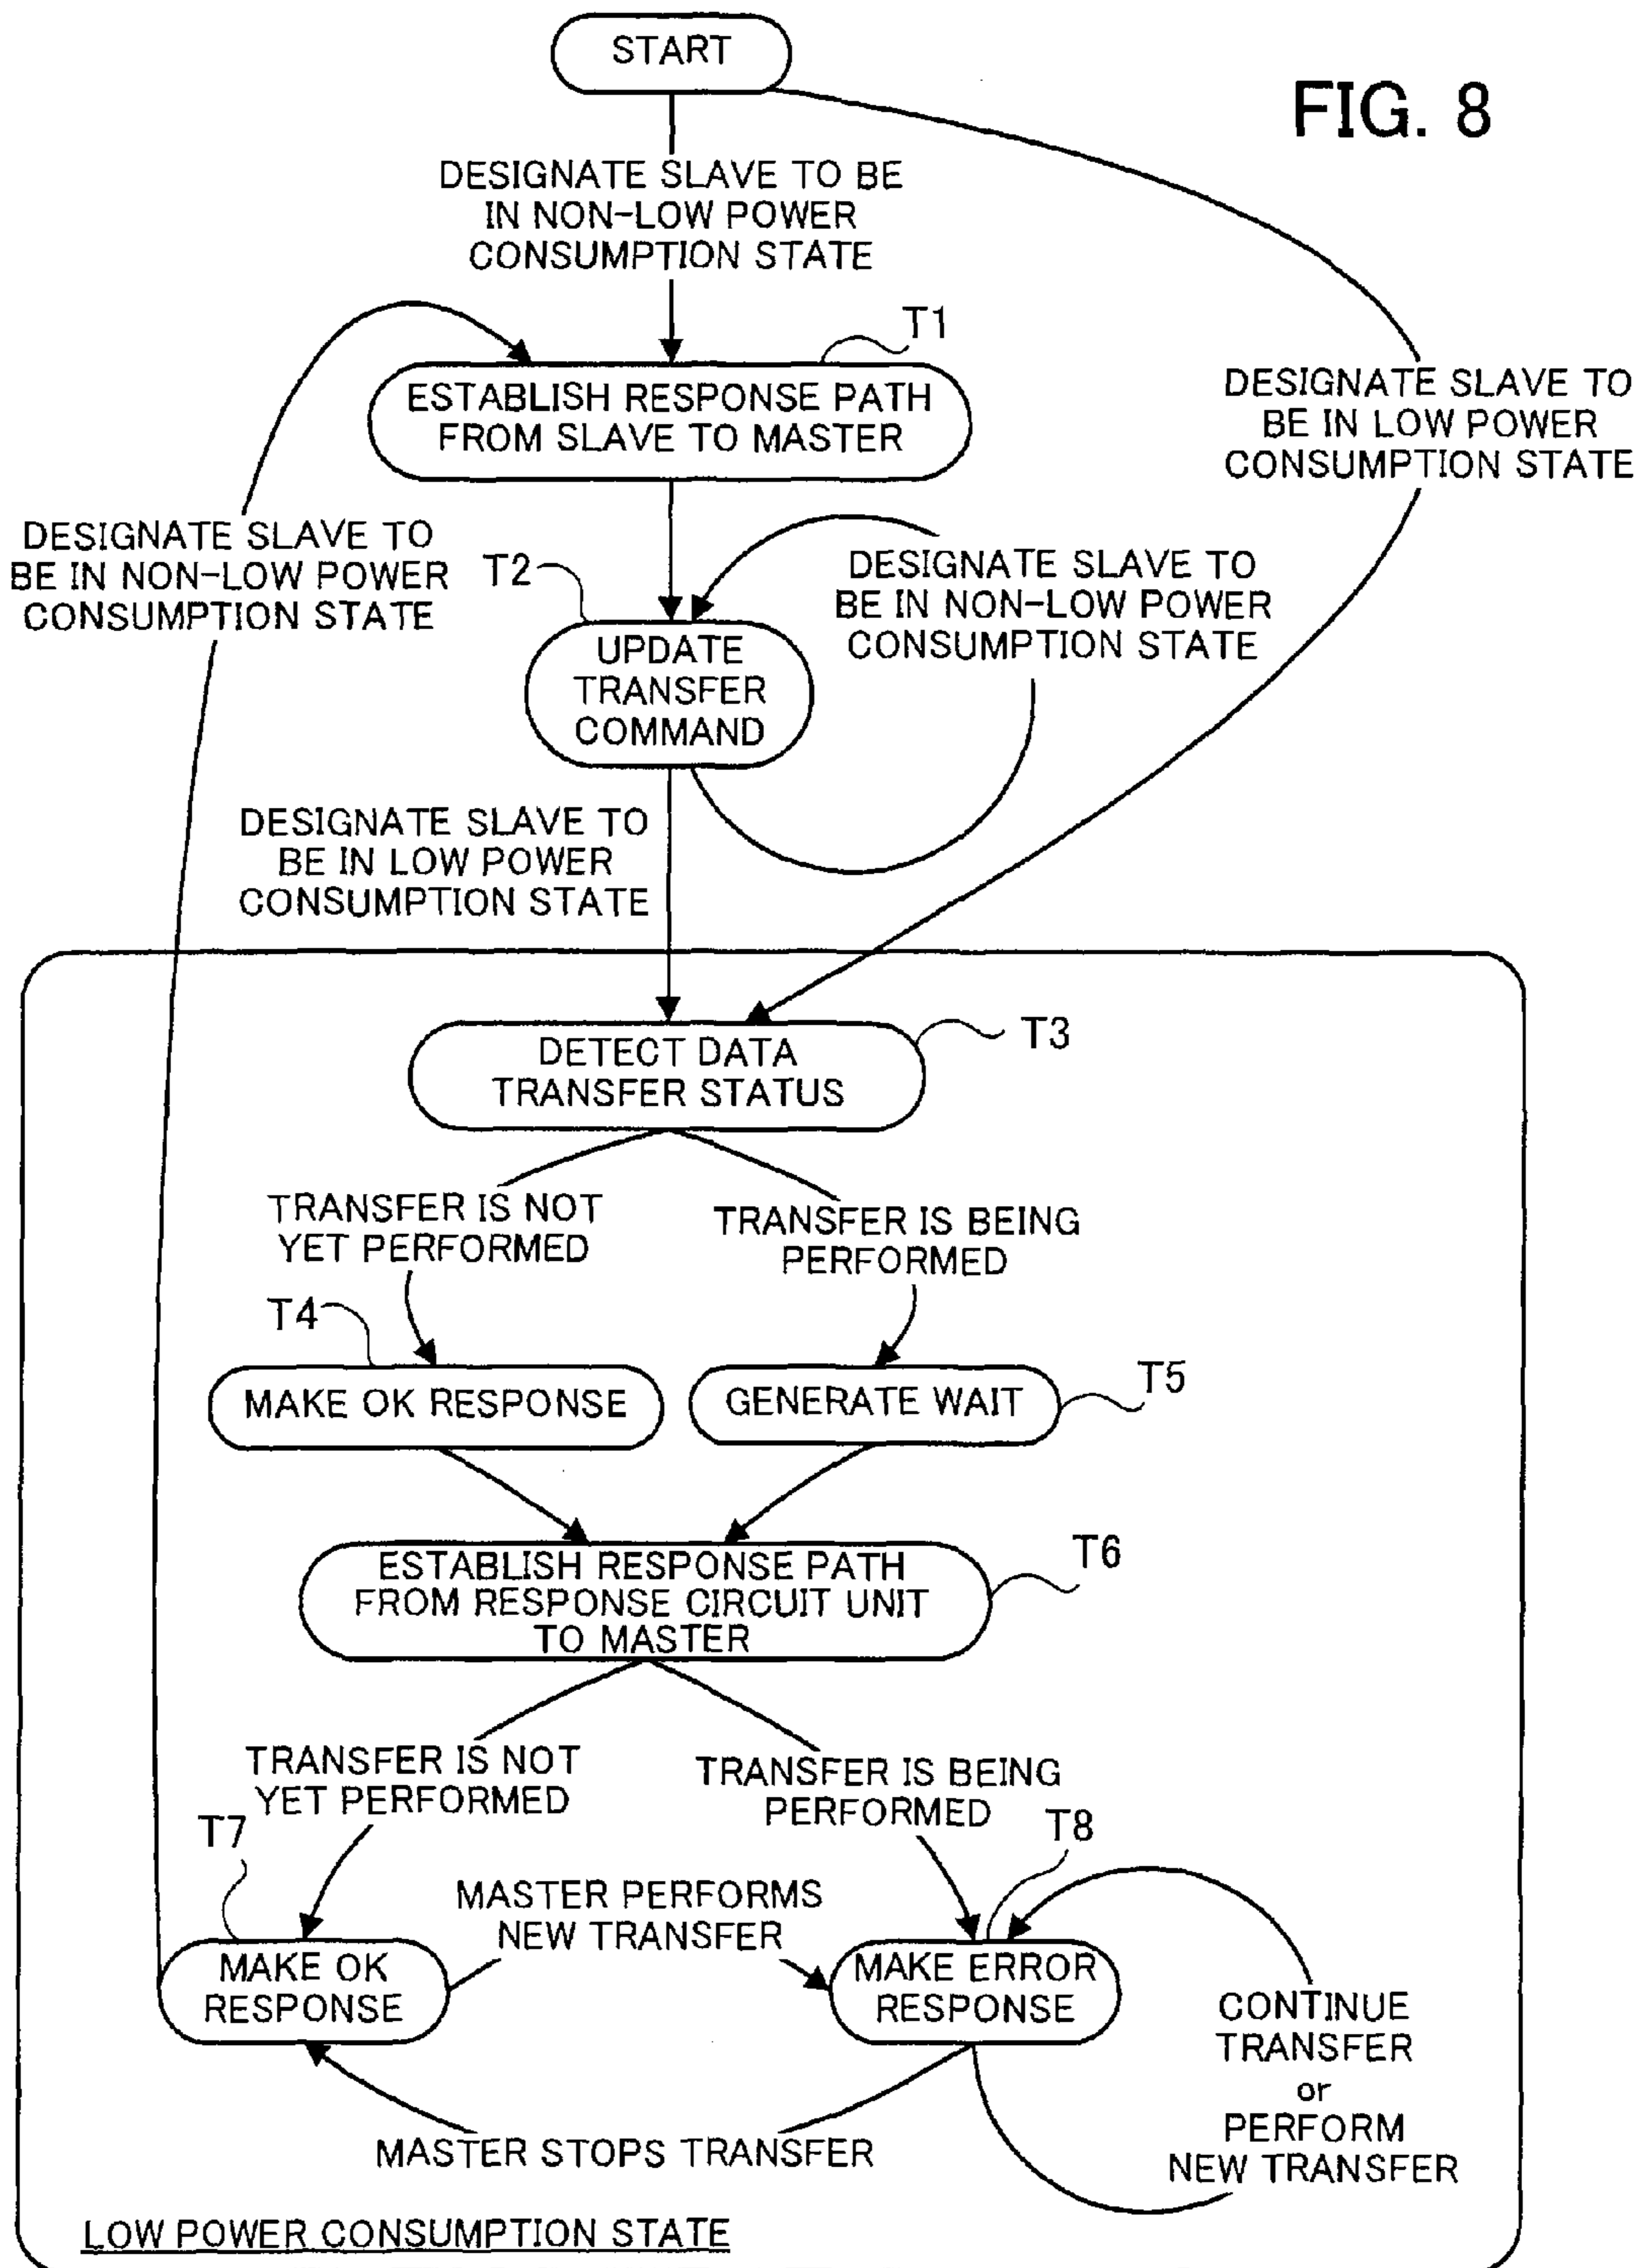 START
FIG. 8
DESIGNATE SLAVE TO BE
IN NON-LOW POWER
CONSUMPTION STATE
T1
ESTABLISH RESPONSE PATH
FROM SLAVE TO MASTER
DESIGNATE SLAVE TO
BE IN LOW POWER
CONSUMPTION STATE
DESIGNATE SLAVE TO
BE IN NON-LOW POWER
CONSUMPTION STATE
T2
DESIGNATE SLAVE TO
BE IN NON-LOW POWER
CONSUMPTION STATE
UPDATE
TRANSFER
COMMAND
DESIGNATE SLAVE TO
BE IN LOW POWER
CONSUMPTION STATE
T3
DETECT DATA
TRANSFER STATUS
TRANSFER IS NOT
YET PERFORMED
TRANSFER IS BEING
PERFORMED
T4
MAKE OK RESPONSE
T5
GENERATE WAIT
T6
ESTABLISH RESPONSE PATH
FROM RESPONSE CIRCUIT UNIT
TO MASTER
TRANSFER IS NOT
YET PERFORMED
TRANSFER IS BEING
PERFORMED
T7
T8
MASTER PERFORMS
NEW TRANSFER
MAKE OK
RESPONSE
MAKE ERROR
RESPONSE
CONTINUE
TRANSFER
or
PERFORM
NEW TRANSFER
MASTER STOPS TRANSFER
LOW POWER CONSUMPTION STATE